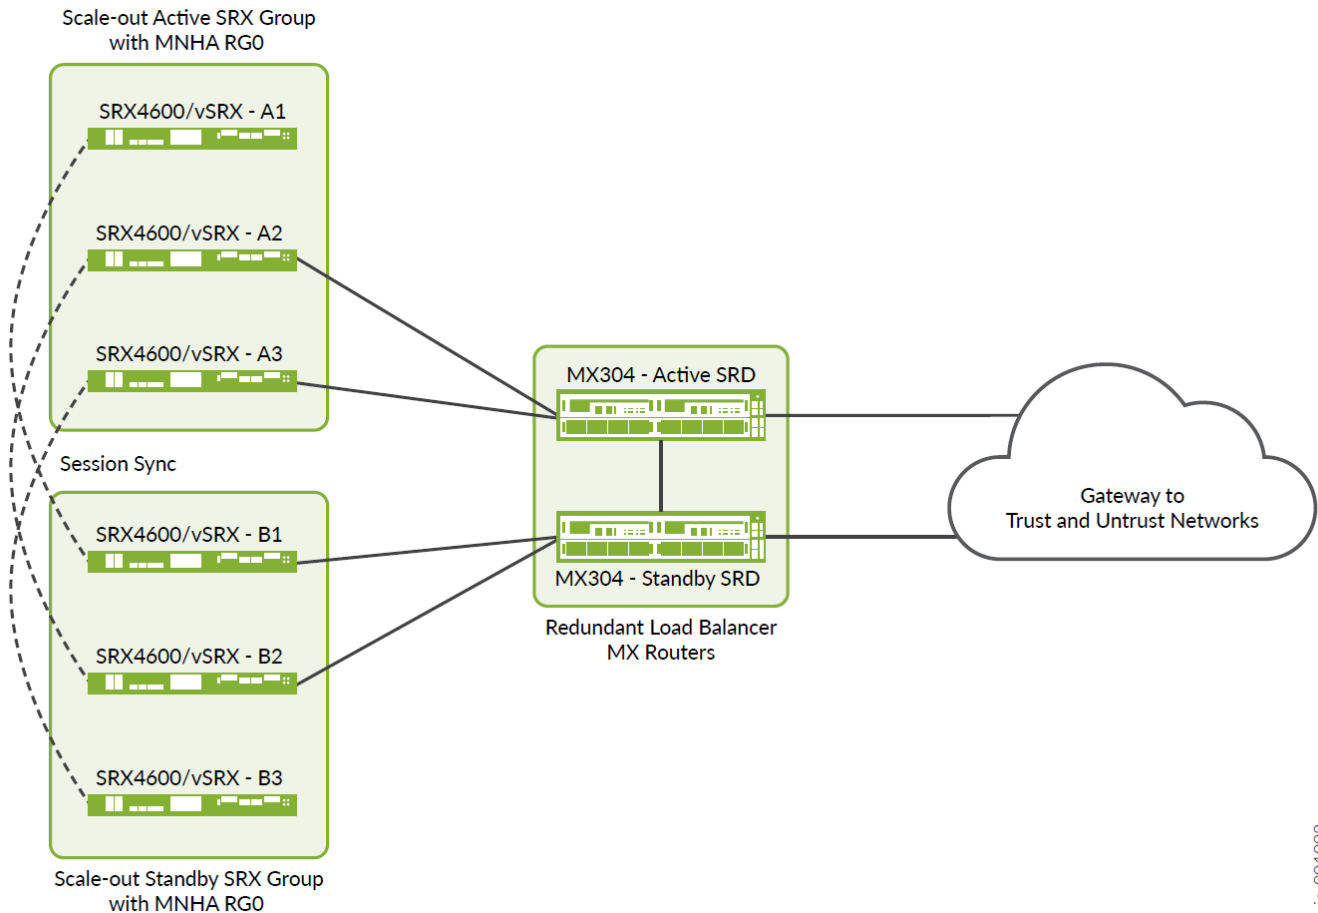 Scale-out Active SRX Group
with MNHA RG0
SRX4600/vSRX - A1
SRX4600/vSRX - A2
SRX4600/vSRX - A3
Session Sync
SRX4600/vSRX - B1
SRX4600/vSRX - B2
SRX4600/vSRX - B3
Scale-out Standby SRX Group
with MNHA RG0
MX304 - Active SRD
MX304 - Standby SRD
Redundant Load Balancer
MX Routers
Gateway to
Trust and Untrust Networks